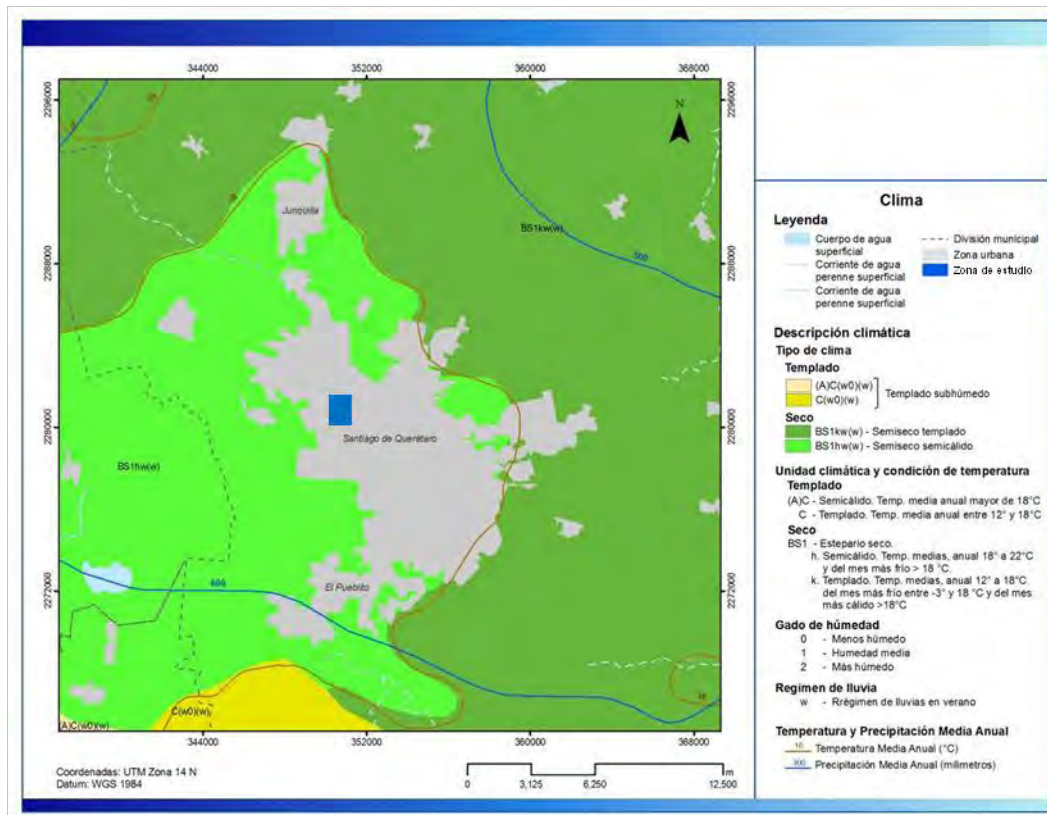 344000
352000
360000
368000
2296000
2296000
N
Juriquilla
BS1kw(w)
500
2288000
2288000
2280000
2280000
Santiago de Querétaro
BS1hw(w)
600
El Pueblito
2272000
2272000
C(w0)(w)
(A)C(w0)(w)
344000
352000
360000
368000
Coordenadas: UTM Zona 14 N
Datum: WGS 1984
m
0
3,125
6,250
12,500
Clima
Leyenda
Cuerpo de agua
superficial
Corriente de agua
perenne superficial
Corriente de agua
perenne superficial
División municipal
Zona urbana
Zona de estudio
Descripción climática
Tipo de clima
Templado
(A)C(w0)(w)
C(w0)(w)
Templado subhúmedo
Seco
BS1kw(w) - Semiseco templado
BS1hw(w) - Semiseco semicálido
Unidad climática y condición de temperatura
Templado
(A)C - Semicálido. Temp. media anual mayor de 18°C
C - Templado. Temp. media anual entre 12° y 18°C
Seco
BS1 - Estepario seco.
h. Semicálido. Temp. medias, anual 18° a 22°C
y del mes más frío > 18 °C.
k. Templado. Temp. medias, anual 12° a 18°C
del mes más frío entre -3° y 18 °C y del mes
más cálido >18°C
Gado de húmedad
0 - Menos húmedo
1 - Humedad media
2 - Más húmedo
Regimen de lluvia
w - Rrégimen de lluvias en verano
Temperatura y Precipitación Media Anual
16 Temperatura Media Anual (°C)
300 Precipitación Media Anual (milimetros)